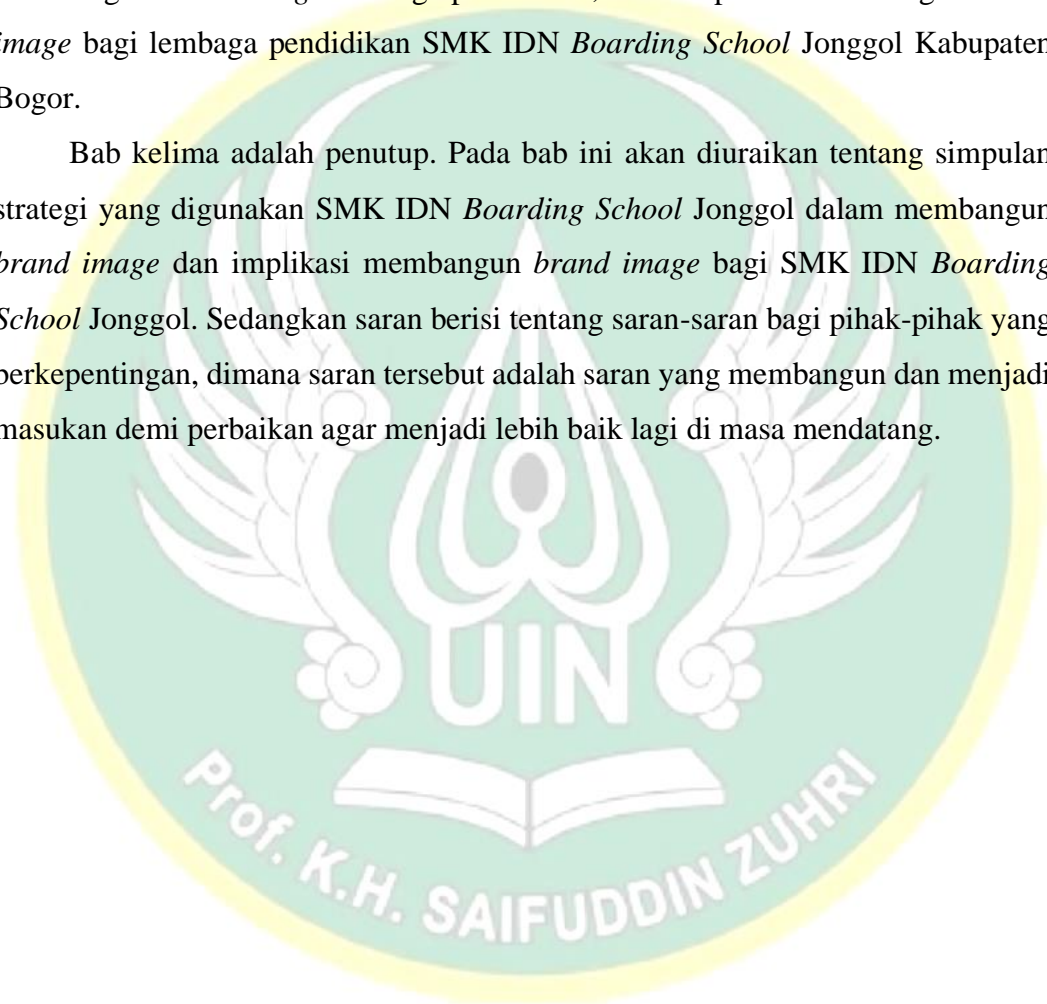 image bagi lembaga pendidikan SMK IDN Boarding School Jonggol Kabupaten
Bogor.
Bab kelima adalah penutup. Pada bab ini akan diuraikan tentang simpulan
strategi yang digunakan SMK IDN Boarding School Jonggol dalam membangun
brand image dan implikasi membangun brand image bagi SMK IDN Boarding
School Jonggol. Sedangkan saran berisi tentang saran-saran bagi pihak-pihak yang
berkepentingan, dimana saran tersebut adalah saran yang membangun dan menjadi
masukan demi perbaikan agar menjadi lebih baik lagi di masa mendatang.
UIN
Prof. K.H. SAIFUDDIN ZUHRI